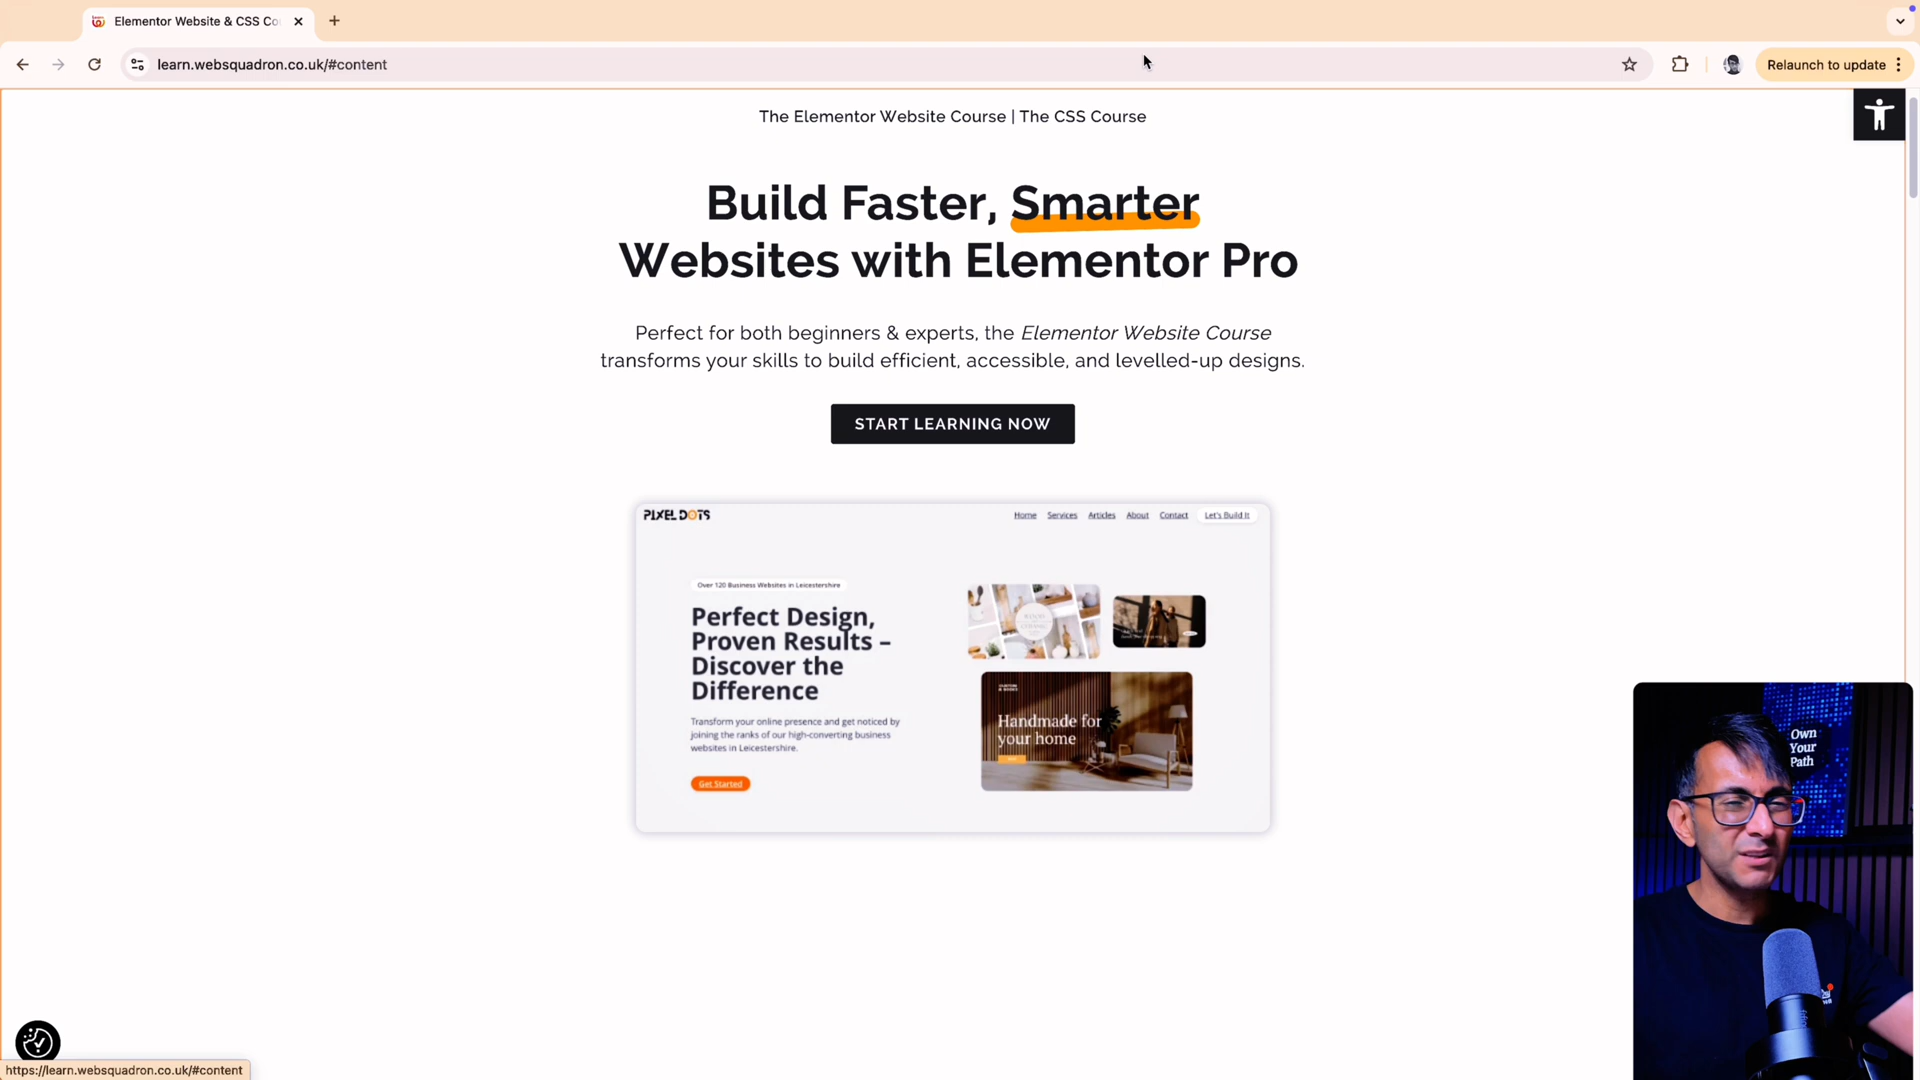 Elementor Website & CSS Co
learn.websquadron.co.uk/#content
Relaunch to update
The Elementor Website Course | The CSS Course
Build Faster, Smarter
Websites with Elementor Pro
Perfect for both beginners & experts, the Elementor Website Course
transforms your skills to build efficient, accessible, and levelled-up designs.
START LEARNING NOW
PIXEL DOTS
Home Services Articles About Contact Let's Build It
Over 120 Business Websites in Leicestershire
Perfect Design,
Proven Results –
Discover the
Difference
Transform your online presence and get noticed by
joining the ranks of our high-converting business
websites in Leicestershire.
Get Started
Handmade for
your home
Own
Your
Path
https://learn.websquadron.co.uk/#content